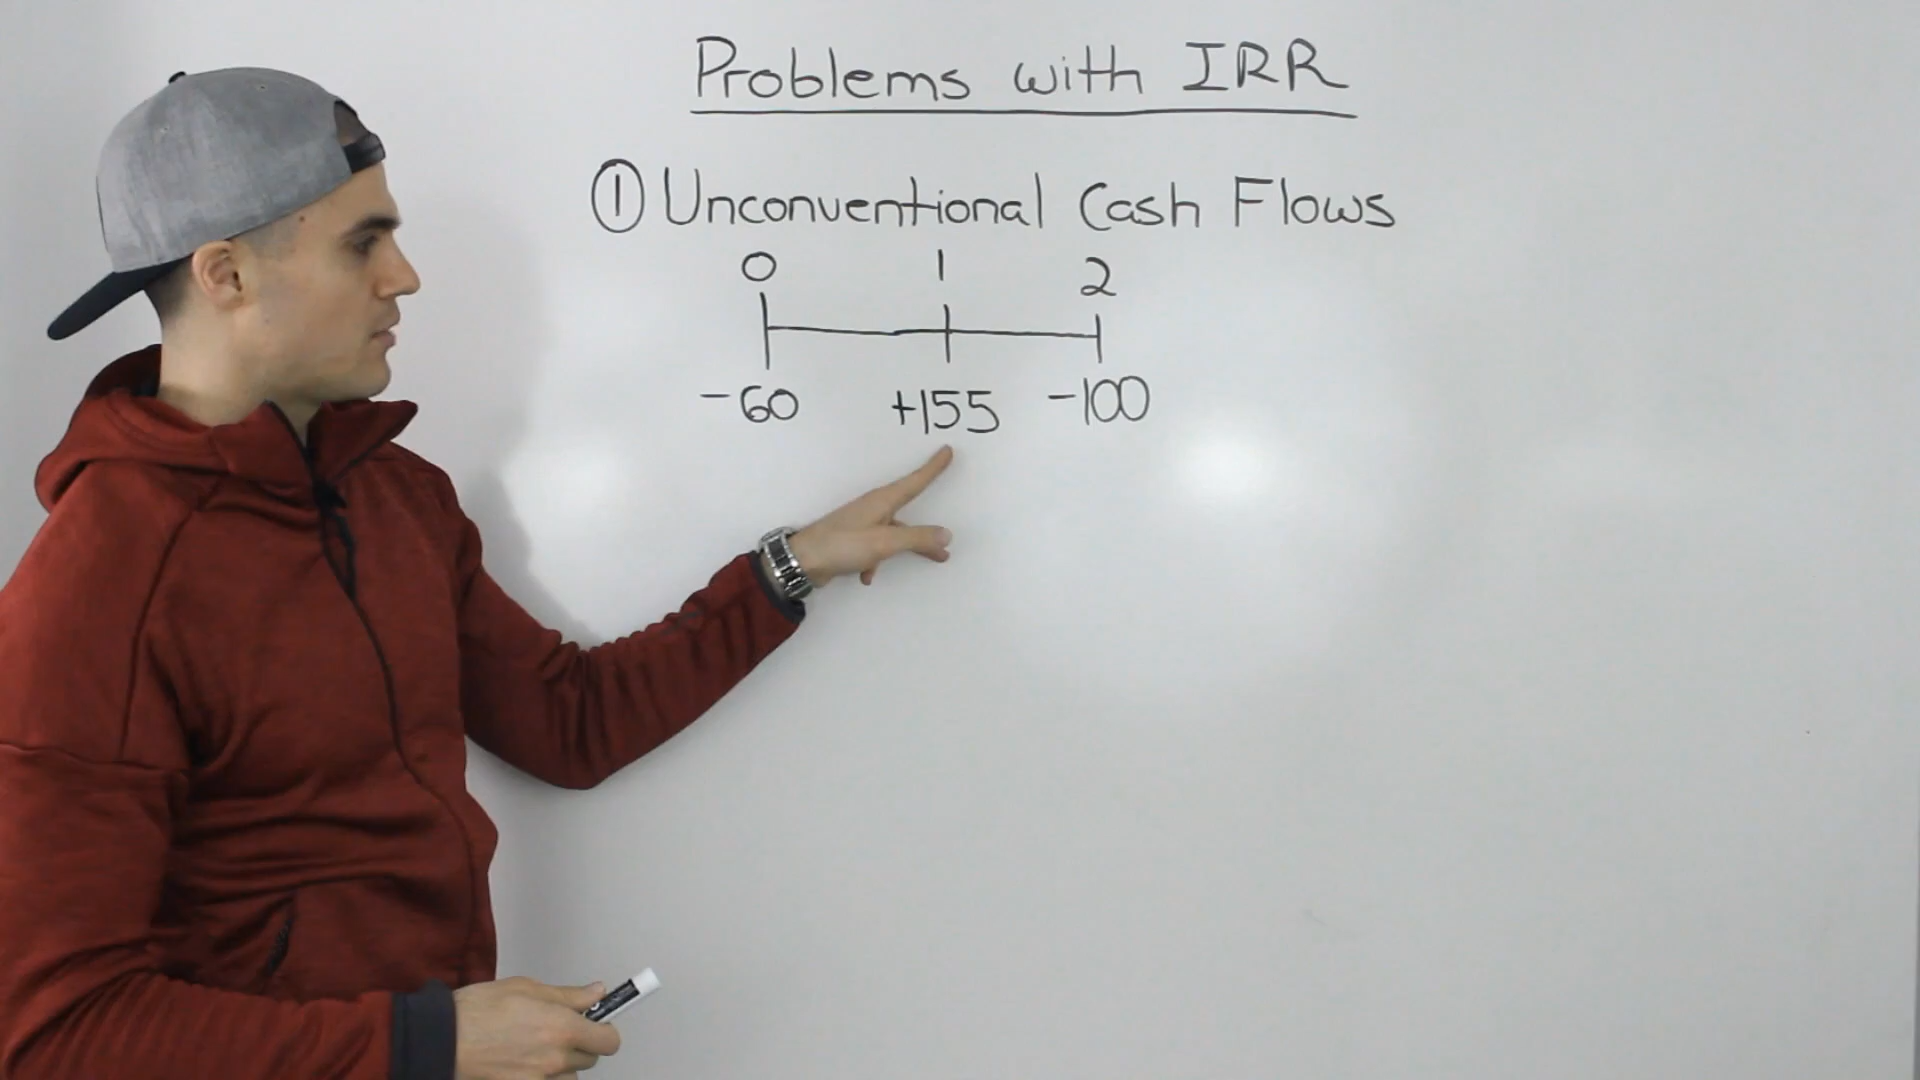 Problems with IRR
① Unconventional Cash Flows
0 1 2
-60 +155 -100